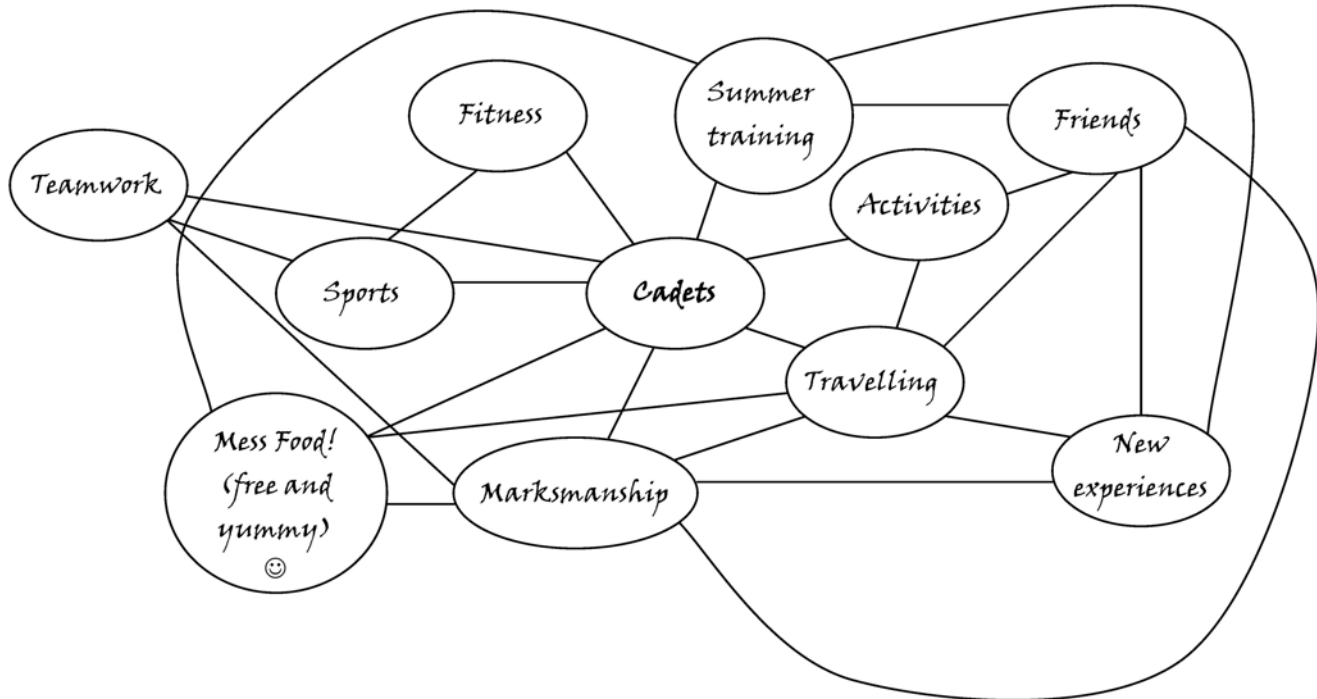 Summer
training
Fitness
Friends
Teamwork
Activities
Sports
Cadets
Travelling
Mess Food!
(free and
yummy)
☺
Marksmanship
New
experiences